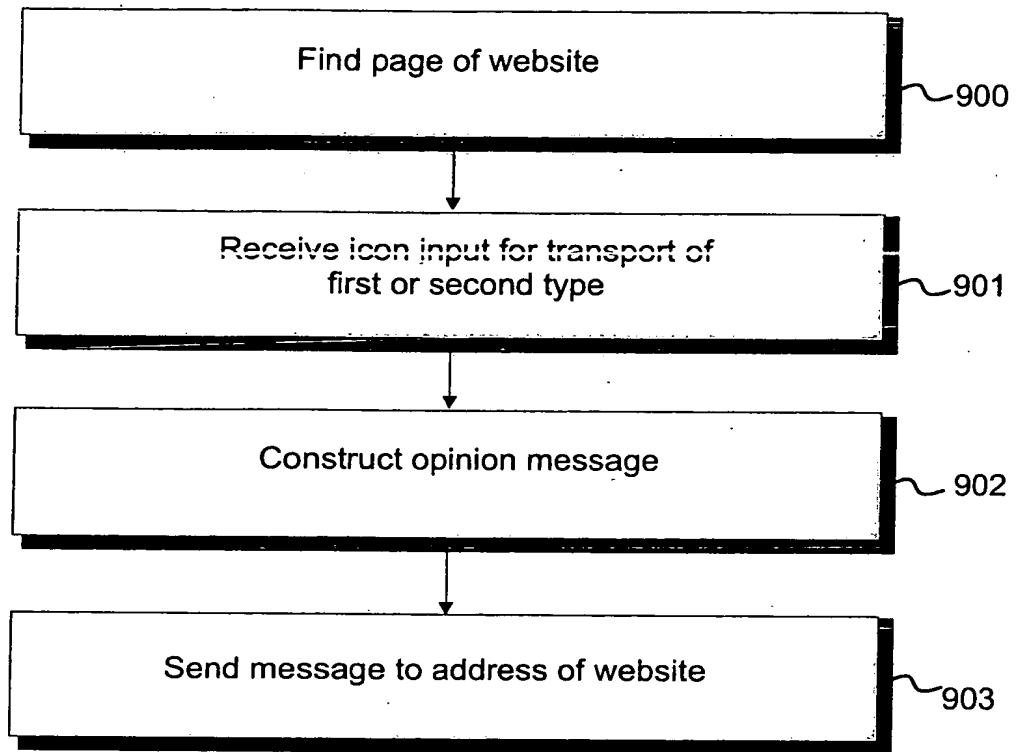 Find page of website
900
Receive icon input for transport of
first or second type
901
Construct opinion message
902
Send message to address of website
903